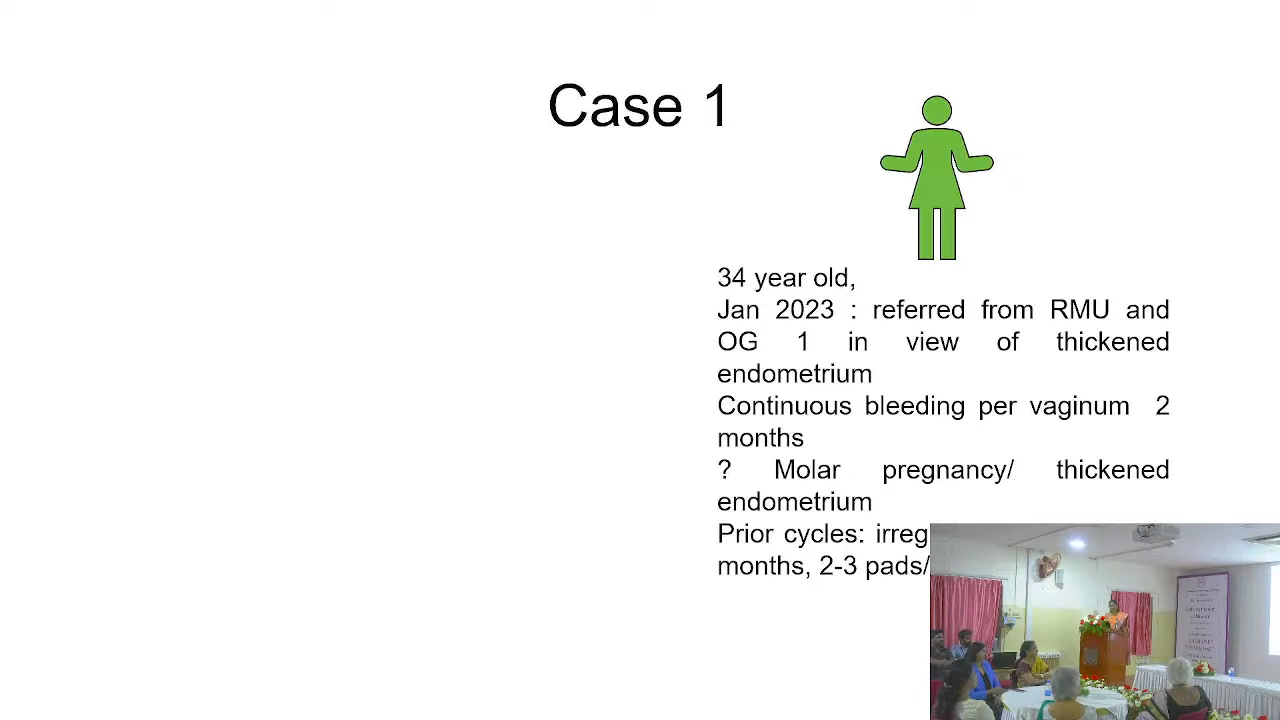 Case 1
34 year old,
Jan 2023 : referred from RMU and
OG 1 in view of thickened
endometrium
Continuous bleeding per vaginum 2
months
? Molar pregnancy/ thickened
endometrium
Prior cycles: irreg
months, 2-3 pads/